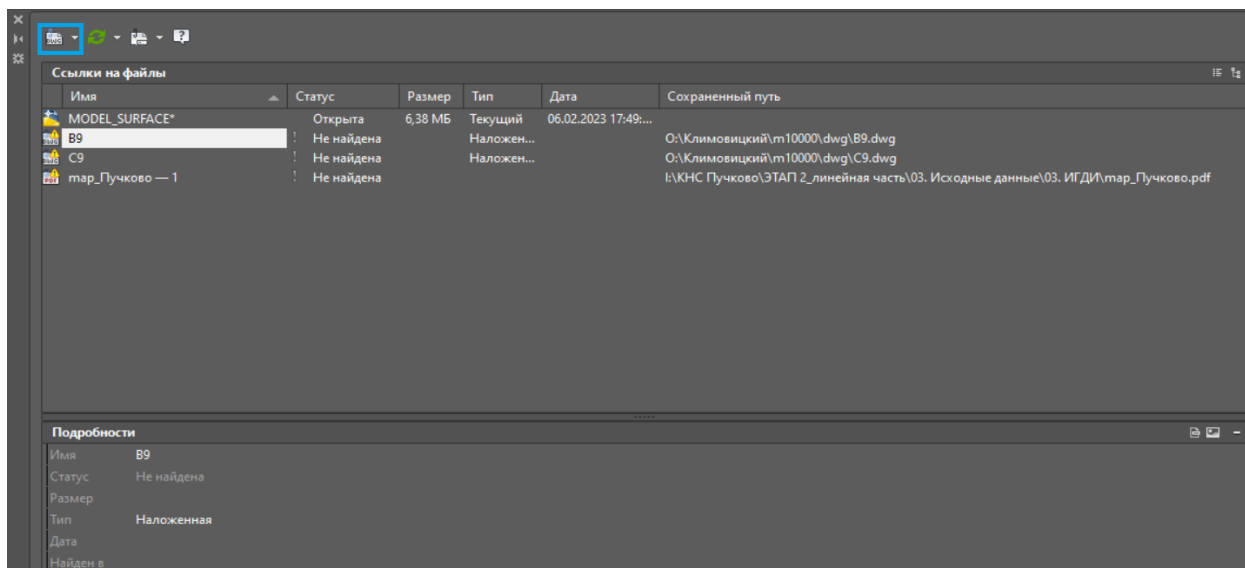 Ссылки на файлы
Имя Статус Размер Тип Дата Сохраненный путь
MODEL_SURFACE* Открыта 6,38 МБ Текущий 06.02.2023 17:49:...
B9 ! Не найдена Наложен... O:\Климовицкий\m10000\dwg\B9.dwg
C9 ! Не найдена Наложен... O:\Климовицкий\m10000\dwg\C9.dwg
map_Пучково — 1 ! Не найдена I:\КНС Пучково\ЭТАП 2_линейная часть\03. Исходные данные\03. ИГДИ\map_Пучково.pdf
Подробности
Имя B9
Статус Не найдена
Размер
Тип Наложенная
Дата
Найден в